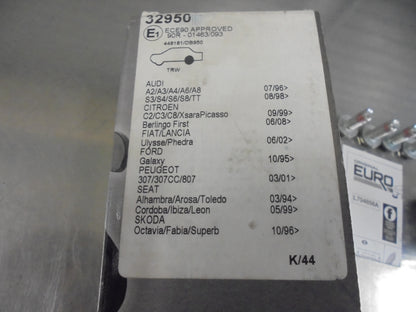 32950
E1 ECE90 APPROVED
90R - 01463/093
449181/DB950
TRW
AUDI
A2/A3/A4/A6/A8 07/96>
S3/S4/S6/S8/TT 08/98>
CITROEN
C2/C3/C8/XsaraPicasso 09/99>
Berlingo First 06/08>
FIAT/LANCIA
Ulysse/Phedra 06/02>
FORD
Galaxy 10/95>
PEUGEOT
307/307CC/807 03/01>
SEAT
Alhambra/Arosa/Toledo 03/94>
Cordoba/Ibiza/Leon 05/99>
SKODA
Octavia/Fabia/Superb 10/96>
K/44
EURO